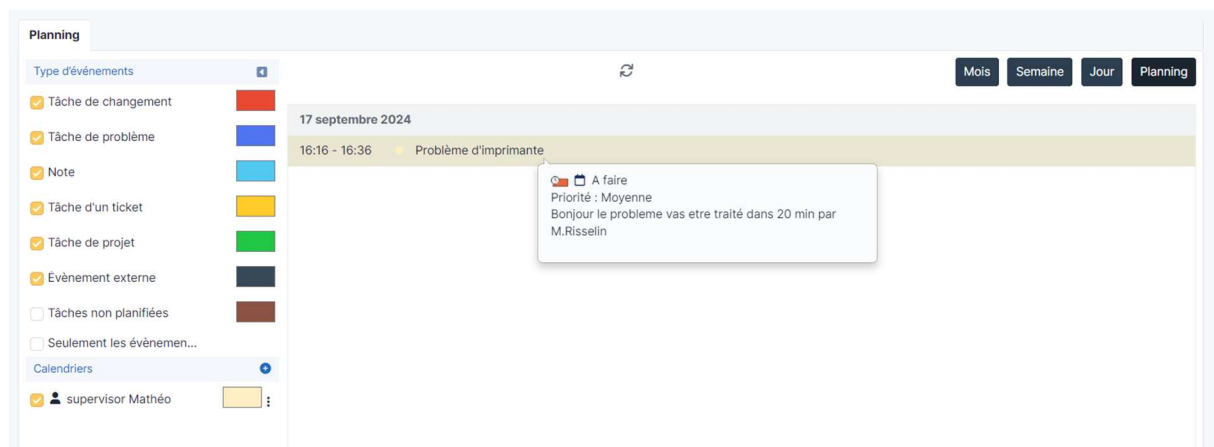 Planning
Type d'événements
Mois Semaine Jour Planning
Tâche de changement
17 septembre 2024
Tâche de problème
16:16 - 16:36 Problème d'imprimante
Note
A faire
Priorité : Moyenne
Bonjour le probleme vas etre traité dans 20 min par
M.Risselin
Tâche d'un ticket
Tâche de projet
Évènement externe
Tâches non planifiées
Seulement les évènemen...
Calendriers
supervisor Mathéo